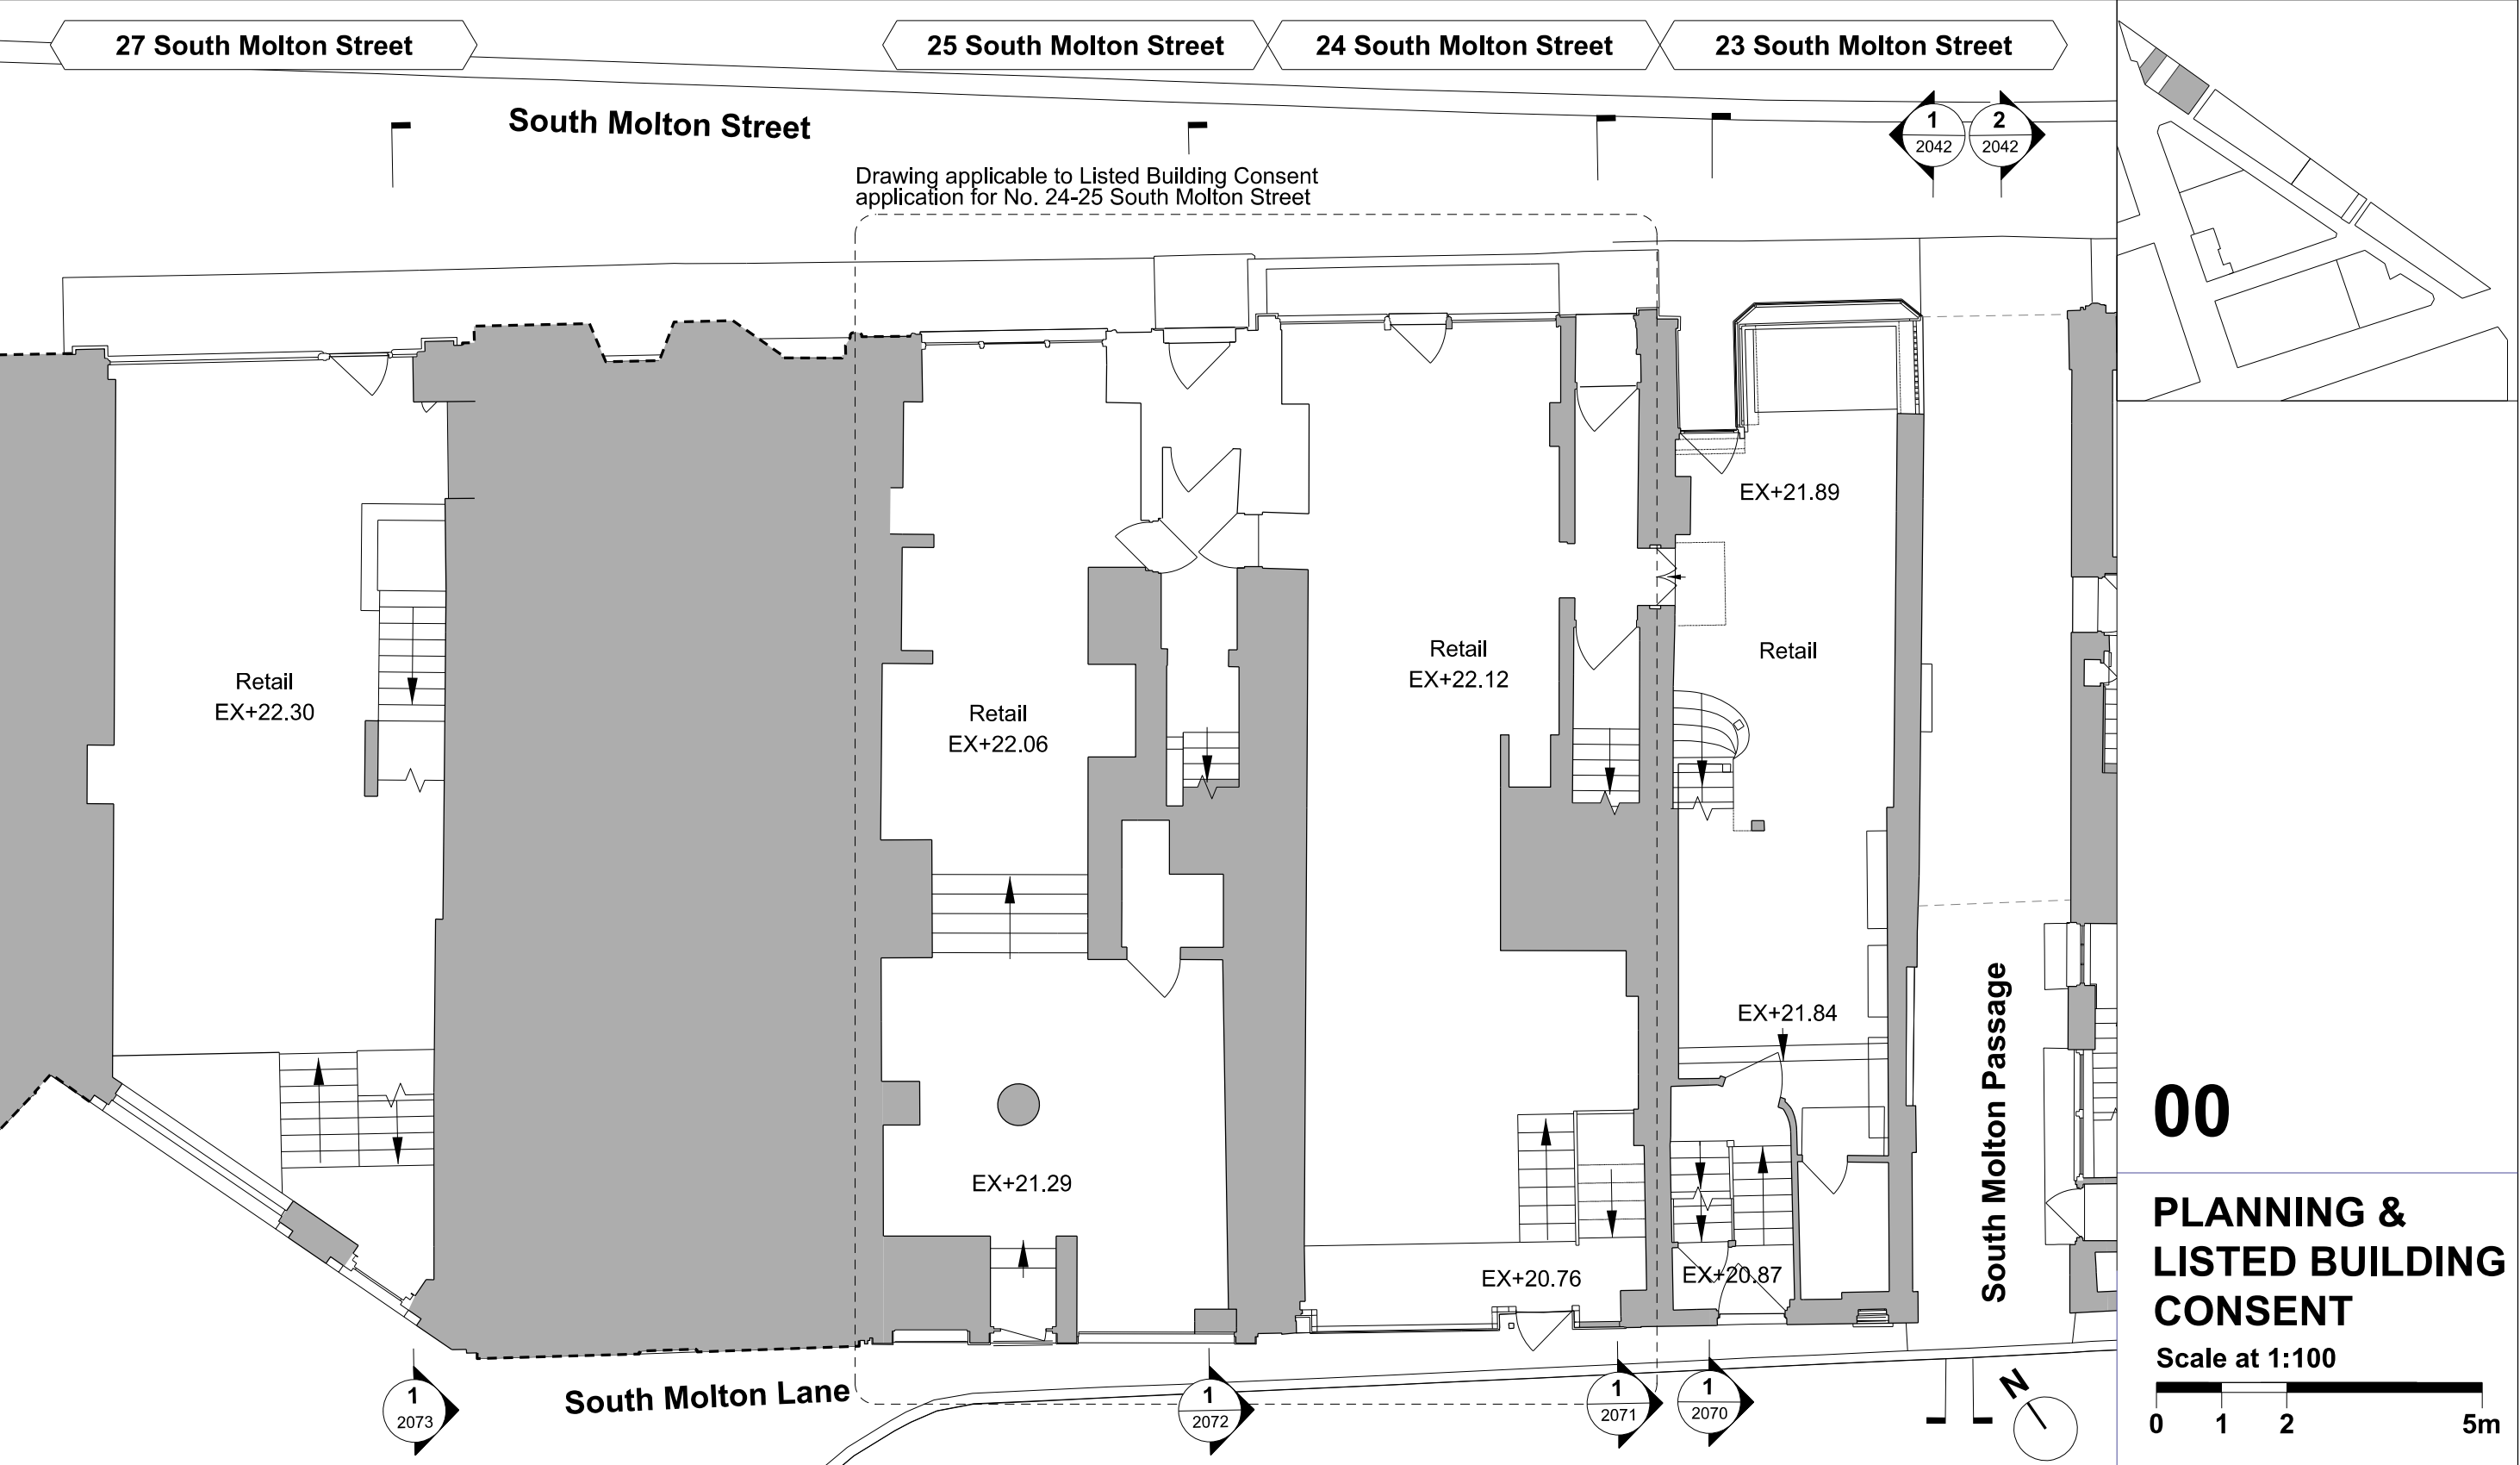 27 South Molton Street
25 South Molton Street
24 South Molton Street
23 South Molton Street
South Molton Street
1
2042
2
2042
Drawing applicable to Listed Building Consent
application for No. 24-25 South Molton Street
EX+21.89
Retail
EX+22.30
Retail
EX+22.06
Retail
EX+22.12
Retail
EX+21.84
EX+21.29
EX+20.76
EX+20.87
South Molton Passage
South Molton Lane
1
2073
1
2072
1
2071
1
2070
N
00
PLANNING &
LISTED BUILDING
CONSENT
Scale at 1:100
0 1 2 5m